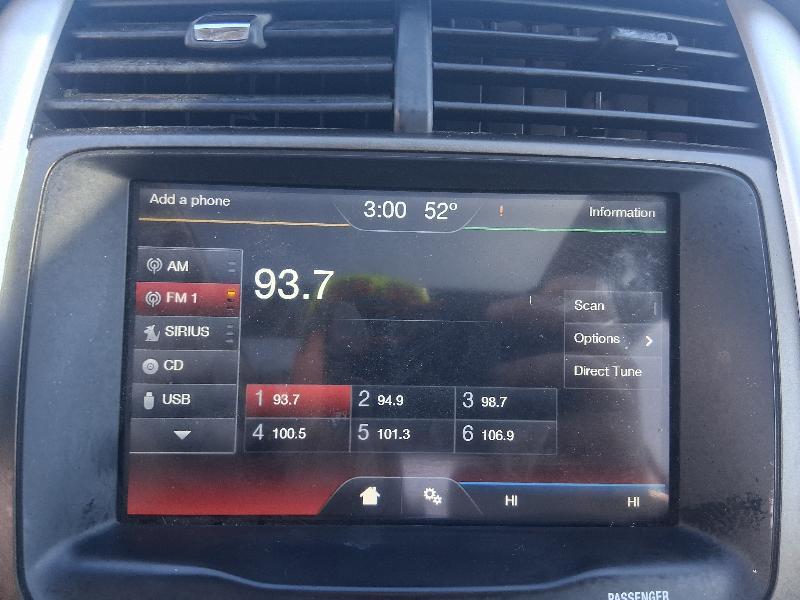 Add a phone
3:00 52° !
Information
AM
FM 1
SIRIUS
CD
USB
93.7
Scan
Options >
Direct Tune
1 93.7 2 94.9 3 98.7
4 100.5 5 101.3 6 106.9
HI HI
PASSENGER